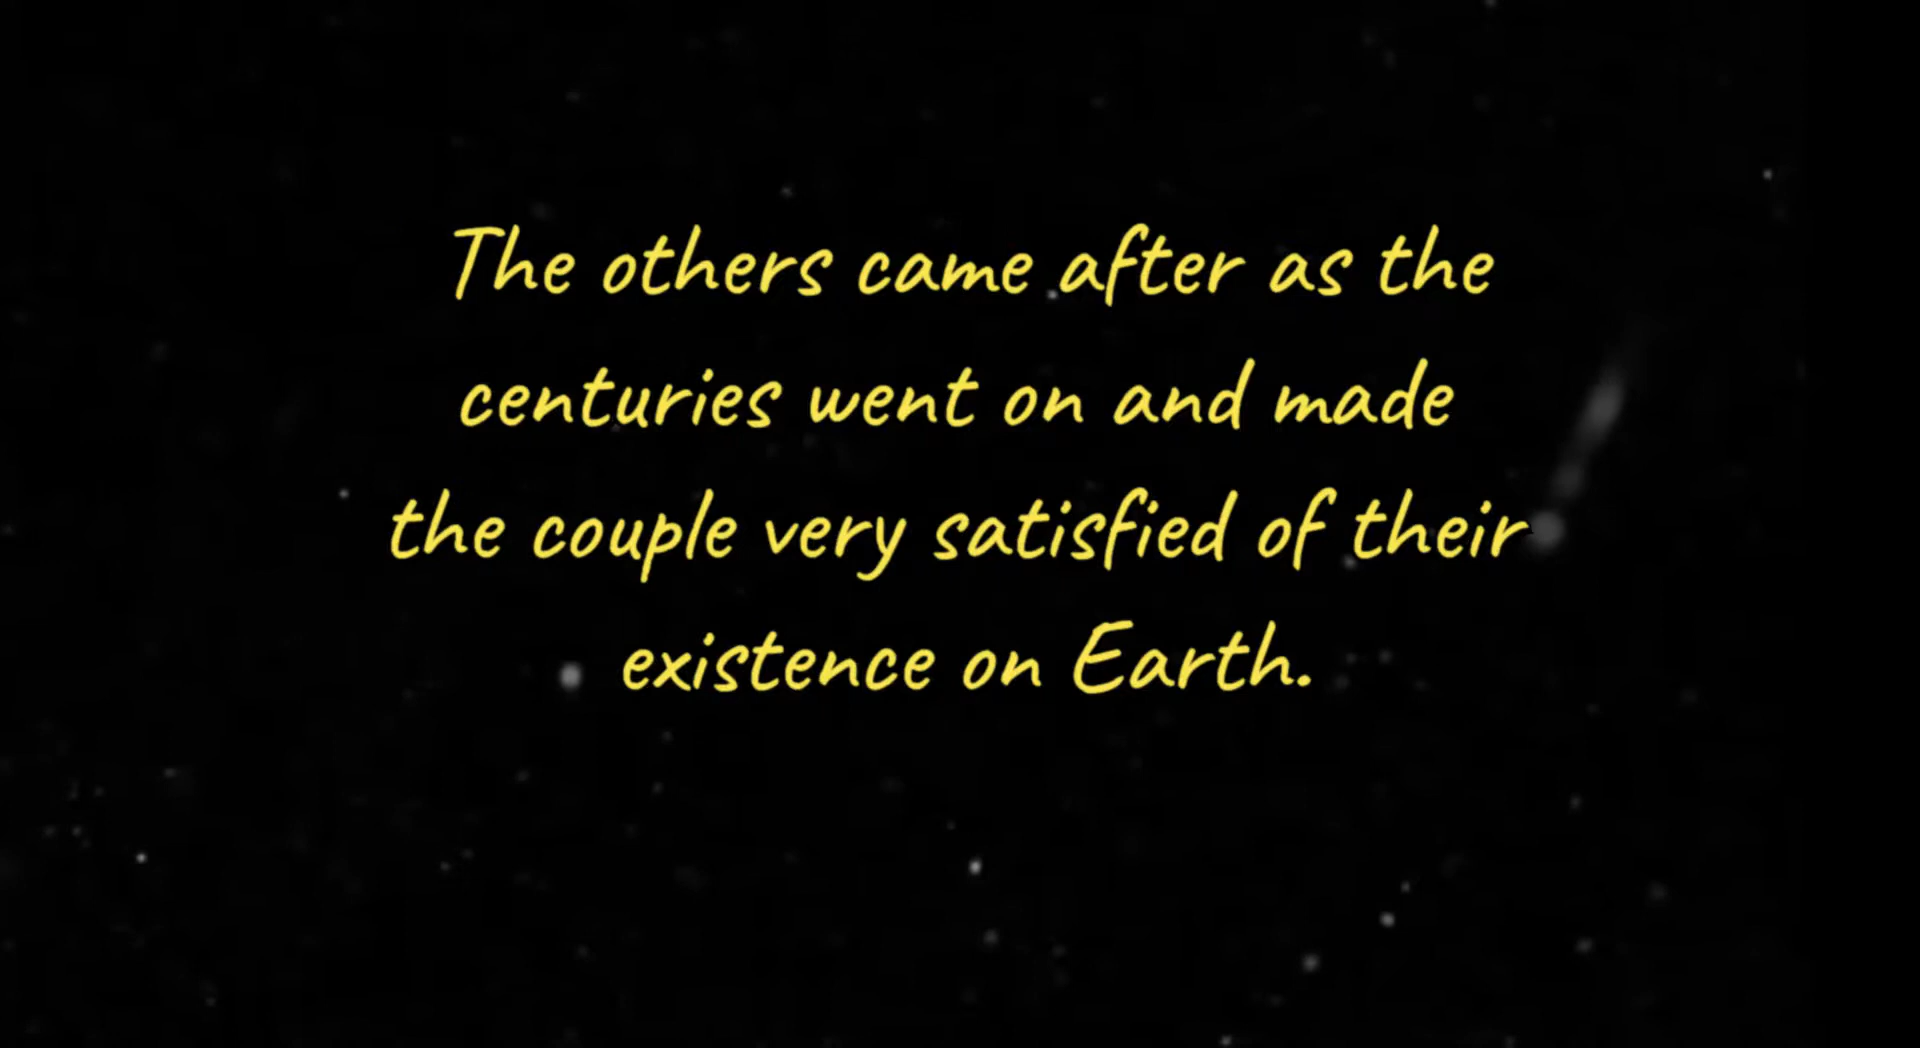 The others came after as the
centuries went on and made
the couple very satisfied of their
existence on Earth.